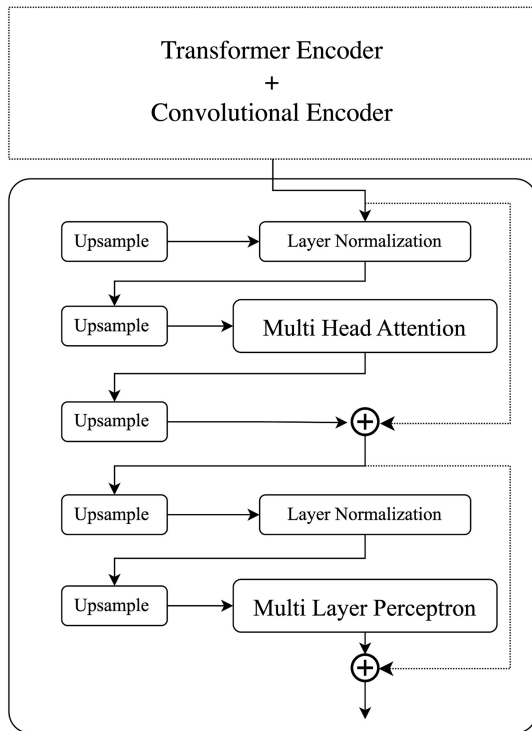 Transformer Encoder
+
Convolutional Encoder
Upsample
Layer Normalization
Upsample
Multi Head Attention
Upsample
Upsample
Layer Normalization
Upsample
Multi Layer Perceptron